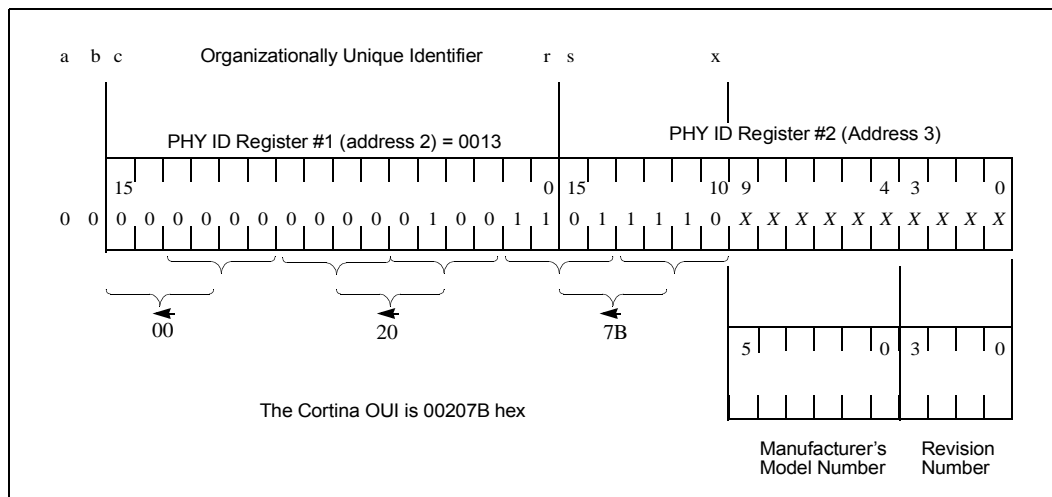 a b c Organizationally Unique Identifier r s x
PHY ID Register #1 (address 2) = 0013 PHY ID Register #2 (Address 3)
15 0 15 10 9 4 3 0
0 0 0 0 0 0 0 0 0 0 0 0 0 1 0 0 1 1 0 1 1 1 1 0 X X X X X X X X X X
00 20 7B
5 0 3 0
The Cortina OUI is 00207B hex
Manufacturer's Revision
Model Number Number